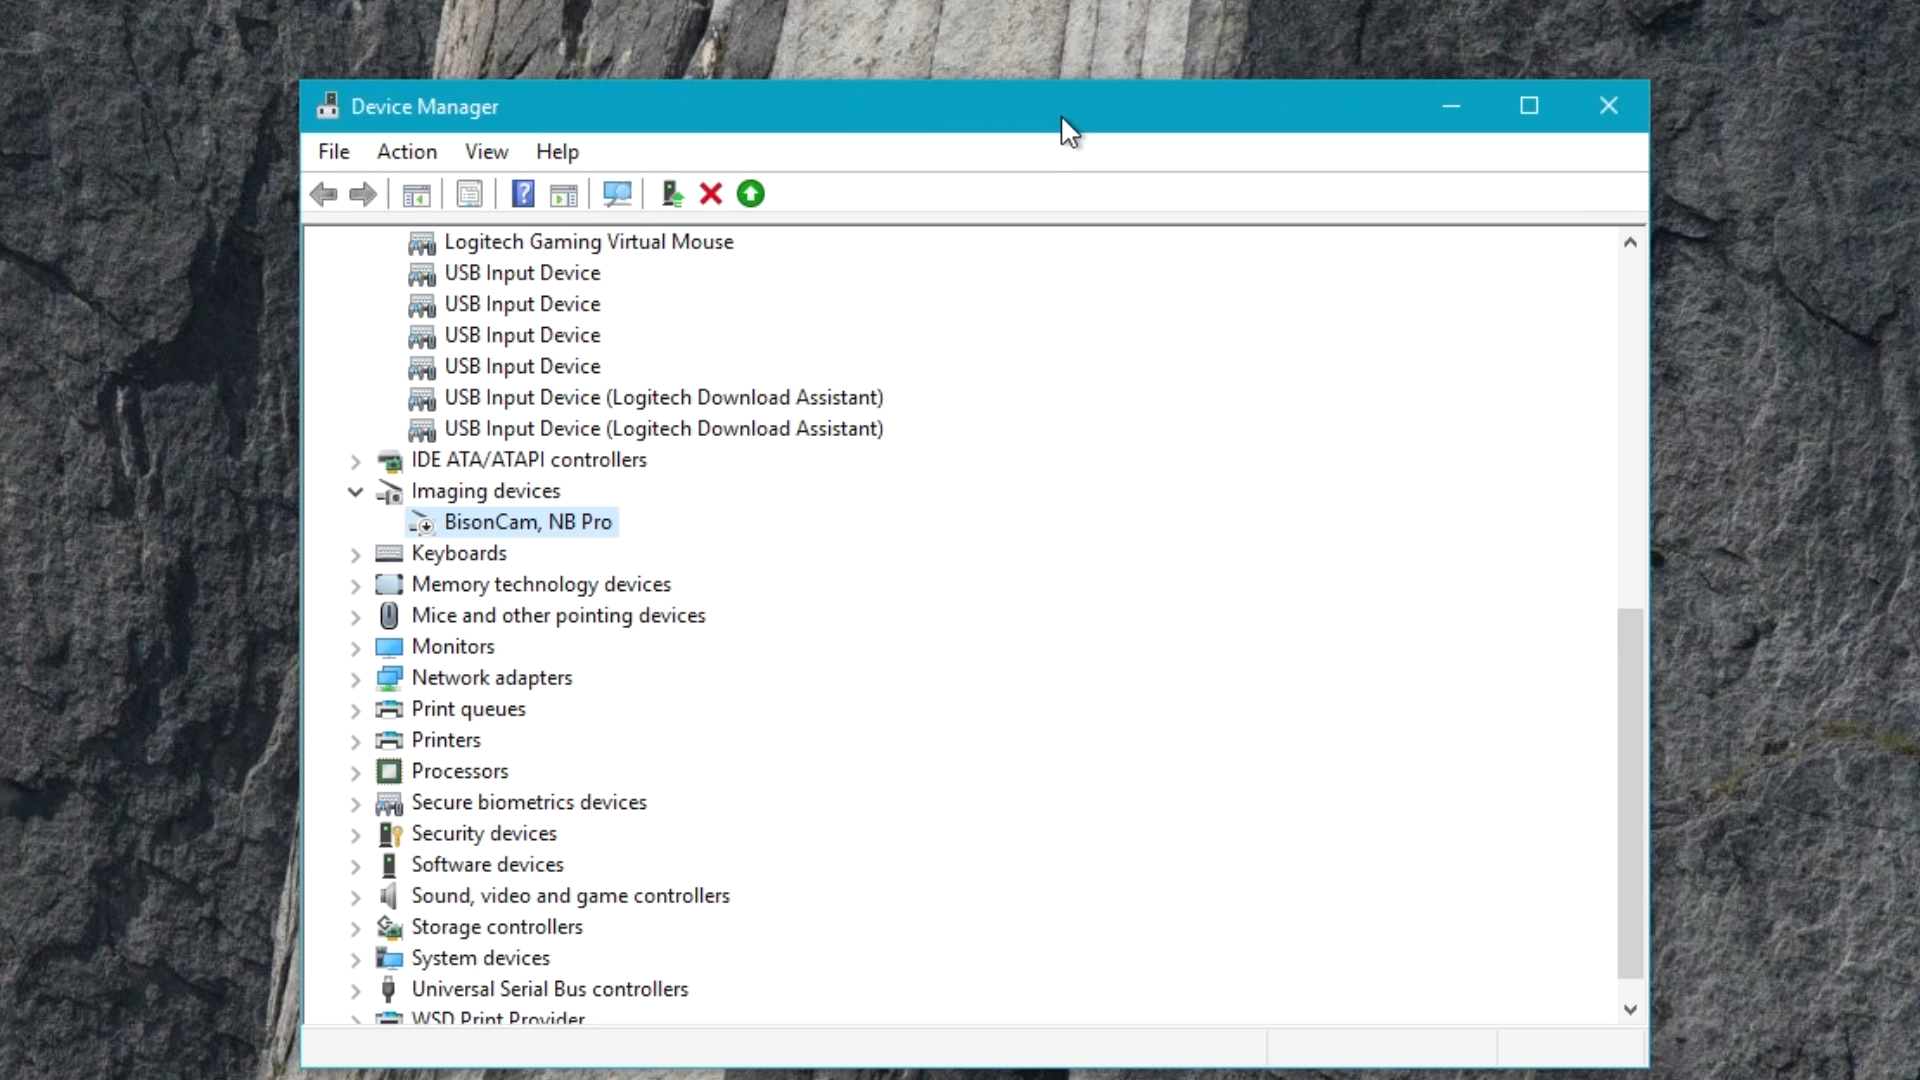 Device Manager
File Action View Help
Logitech Gaming Virtual Mouse
USB Input Device
USB Input Device
USB Input Device
USB Input Device
USB Input Device (Logitech Download Assistant)
USB Input Device (Logitech Download Assistant)
IDE ATA/ATAPI controllers
Imaging devices
BisonCam, NB Pro
Keyboards
Memory technology devices
Mice and other pointing devices
Monitors
Network adapters
Print queues
Printers
Processors
Secure biometrics devices
Security devices
Software devices
Sound, video and game controllers
Storage controllers
System devices
Universal Serial Bus controllers
WSD Print Provider